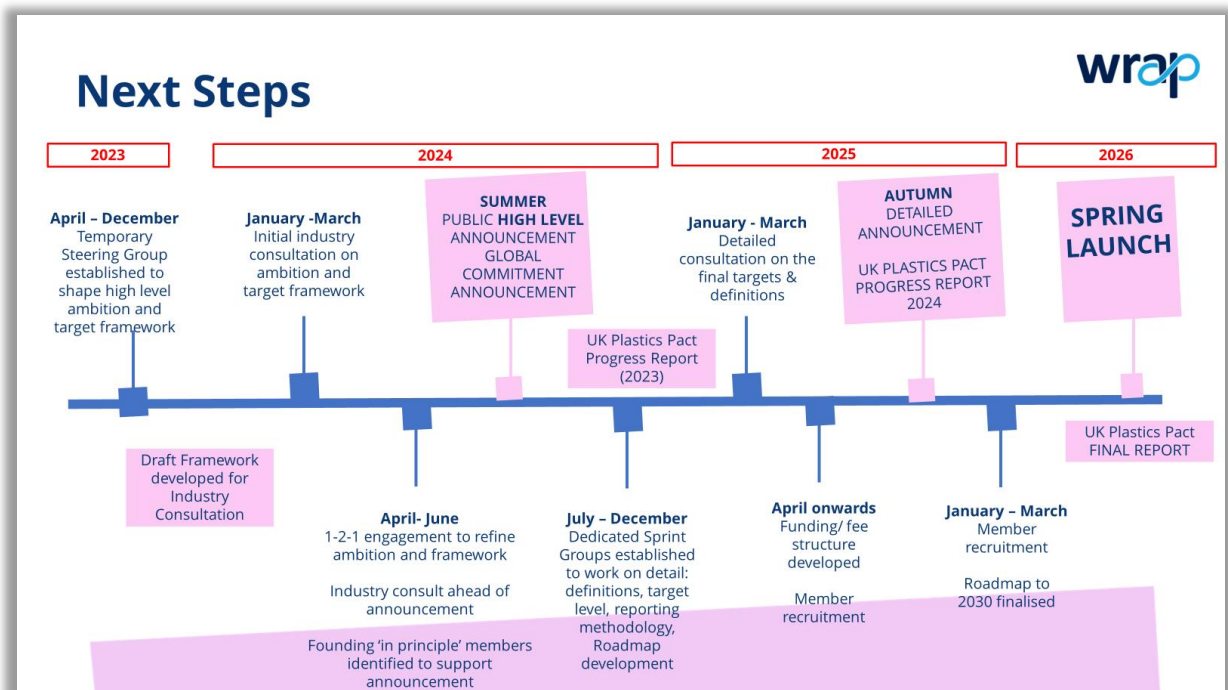 Next Steps
wrap
2023
2024
2025
2026
April – December
Temporary
Steering Group
established to
shape high level
ambition and
target framework
January -March
Initial industry
consultation on
ambition and
target framework
SUMMER
PUBLIC HIGH LEVEL
ANNOUNCEMENT
GLOBAL
COMMITMENT
ANNOUNCEMENT
UK Plastics Pact
Progress Report
(2023)
January - March
Detailed
consultation on the
final targets &
definitions
AUTUMN
DETAILED
ANNOUNCEMENT
UK PLASTICS PACT
PROGRESS REPORT
2024
SPRING
LAUNCH
Draft Framework
developed for
Industry
Consultation
April- June
1-2-1 engagement to refine
ambition and framework
Industry consult ahead of
announcement
Founding ‘in principle’ members
identified to support
announcement
July – December
Dedicated Sprint
Groups established
to work on detail:
definitions, target
level, reporting
methodology,
Roadmap
development
April onwards
Funding/ fee
structure
developed
Member
recruitment
January – March
Member
recruitment
Roadmap to
2030 finalised
UK Plastics Pact
FINAL REPORT